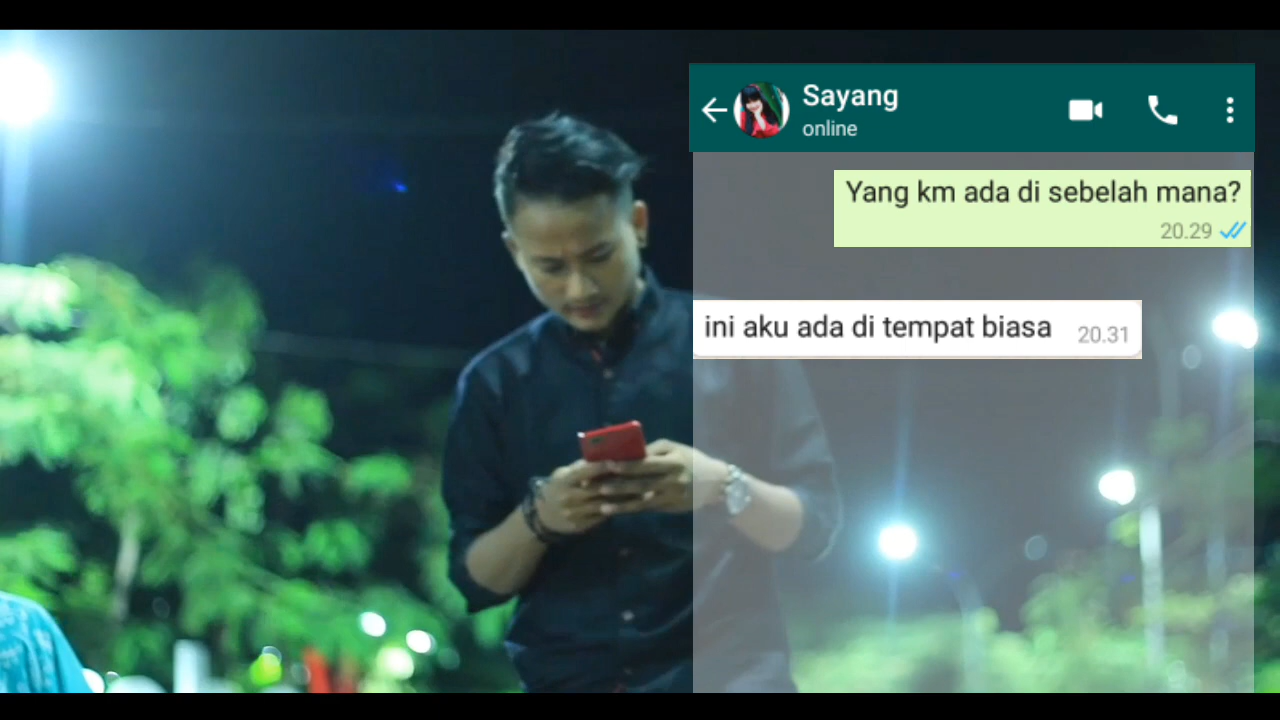 Sayang
online
Yang km ada di sebelah mana?
20.29
ini aku ada di tempat biasa
20.31